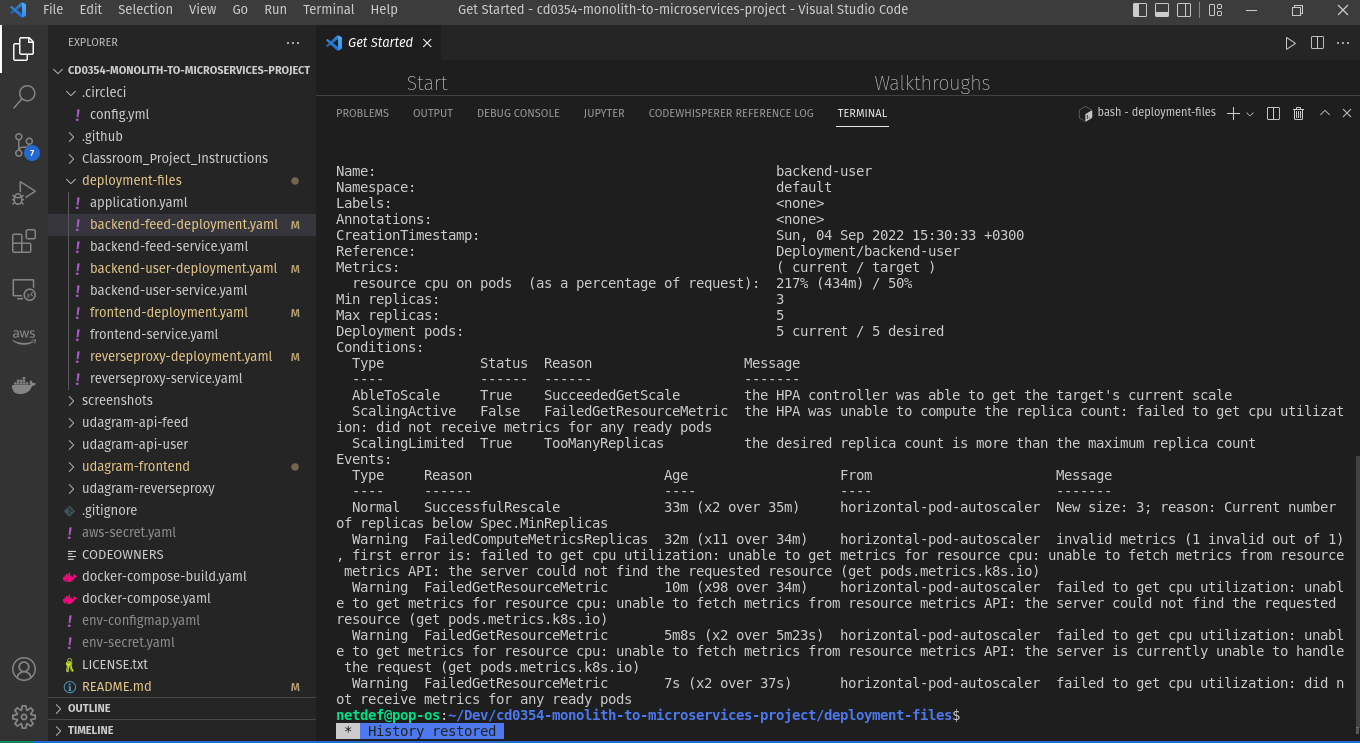 File Edit Selection View Go Run Terminal Help Get Started - cd0354-monolith-to-microservices-project - Visual Studio Code
EXPLORER
CD0354-MONOLITH-TO-MICROSERVICES-PROJECT
.circleci
! config.yml
.github
Classroom_Project_Instructions
deployment-files
! application.yaml
! backend-feed-deployment.yaml M
! backend-feed-service.yaml
! backend-user-deployment.yaml M
! backend-user-service.yaml
! frontend-deployment.yaml M
! frontend-service.yaml
! reverseproxy-deployment.yaml M
! reverseproxy-service.yaml
screenshots
udagram-api-feed
udagram-api-user
udagram-frontend
udagram-reverseproxy
.gitignore
! aws-secret.yaml
CODEOWNERS
docker-compose-build.yaml
docker-compose.yaml
! env-configmap.yaml
! env-secret.yaml
LICENSE.txt
README.md M
OUTLINE
TIMELINE
7
aws
Get Started
Start Walkthroughs
PROBLEMS OUTPUT DEBUG CONSOLE JUPYTER CODEWHISPERER REFERENCE LOG TERMINAL bash - deployment-files
Name: backend-user
Namespace: default
Labels: <none>
Annotations: <none>
CreationTimestamp: Sun, 04 Sep 2022 15:30:33 +0300
Reference: Deployment/backend-user
Metrics: ( current / target )
resource cpu on pods (as a percentage of request): 217% (434m) / 50%
Min replicas: 3
Max replicas: 5
Deployment pods: 5 current / 5 desired
Conditions:
Type Status Reason Message
---- ------ ------ -------
AbleToScale True SucceededGetScale the HPA controller was able to get the target's current scale
ScalingActive False FailedGetResourceMetric the HPA was unable to compute the replica count: failed to get cpu utilizat
ion: did not receive metrics for any ready pods
ScalingLimited True TooManyReplicas the desired replica count is more than the maximum replica count
Events:
Type Reason Age From Message
---- ------ ---- ---- -------
Normal SuccessfulRescale 33m (x2 over 35m) horizontal-pod-autoscaler New size: 3; reason: Current number
of replicas below Spec.MinReplicas
Warning FailedComputeMetricsReplicas 32m (x11 over 34m) horizontal-pod-autoscaler invalid metrics (1 invalid out of 1)
, first error is: failed to get cpu utilization: unable to get metrics for resource cpu: unable to fetch metrics from resource
metrics API: the server could not find the requested resource (get pods.metrics.k8s.io)
Warning FailedGetResourceMetric 10m (x98 over 34m) horizontal-pod-autoscaler failed to get cpu utilization: unabl
e to get metrics for resource cpu: unable to fetch metrics from resource metrics API: the server could not find the requested
resource (get pods.metrics.k8s.io)
Warning FailedGetResourceMetric 5m8s (x2 over 5m23s) horizontal-pod-autoscaler failed to get cpu utilization: unabl
e to get metrics for resource cpu: unable to fetch metrics from resource metrics API: the server is currently unable to handle
the request (get pods.metrics.k8s.io)
Warning FailedGetResourceMetric 7s (x2 over 37s) horizontal-pod-autoscaler failed to get cpu utilization: did n
ot receive metrics for any ready pods
netdef@pop-os:~/Dev/cd0354-monolith-to-microservices-project/deployment-files$
* History restored